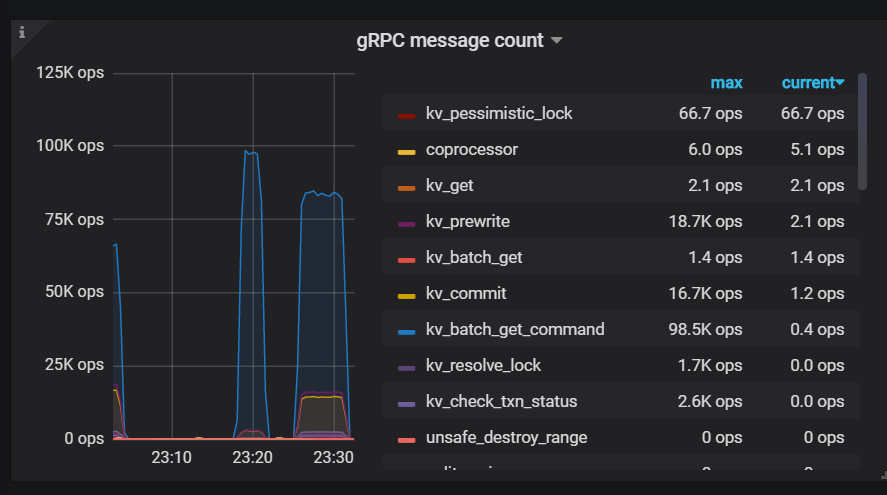 i
gRPC message count
125K ops
100K ops
75K ops
50K ops
25K ops
0 ops
23:10 23:20 23:30
max current
kv_pessimistic_lock 66.7 ops 66.7 ops
coprocessor 6.0 ops 5.1 ops
kv_get 2.1 ops 2.1 ops
kv_prewrite 18.7K ops 2.1 ops
kv_batch_get 1.4 ops 1.4 ops
kv_commit 16.7K ops 1.2 ops
kv_batch_get_command 98.5K ops 0.4 ops
kv_resolve_lock 1.7K ops 0.0 ops
kv_check_txn_status 2.6K ops 0.0 ops
unsafe_destroy_range 0 ops 0 ops